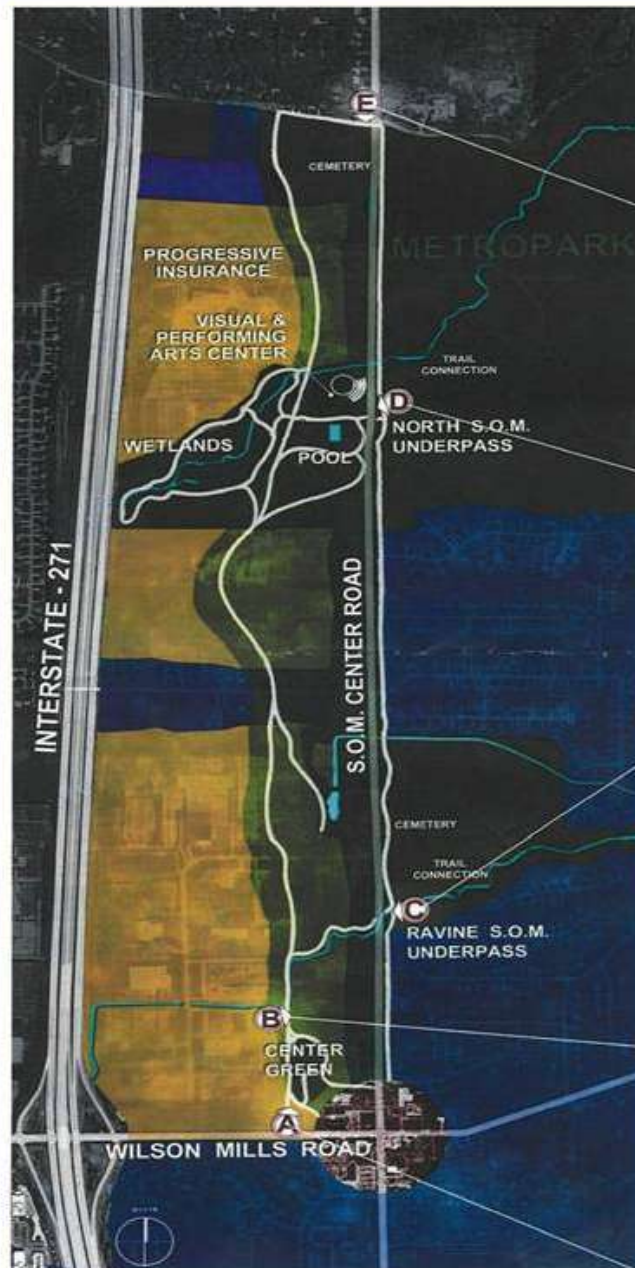 E
CEMETERY
METROPARK
PROGRESSIVE
INSURANCE
VISUAL &
PERFORMING
ARTS CENTER
TRAIL
CONNECTION
D
NORTH S.O.M.
UNDERPASS
WETLANDS
POOL
INTERSTATE - 271
S.O.M. CENTER ROAD
CEMETERY
TRAIL
CONNECTION
C
RAVINE S.O.M.
UNDERPASS
B
CENTER
GREEN
A
WILSON MILLS ROAD